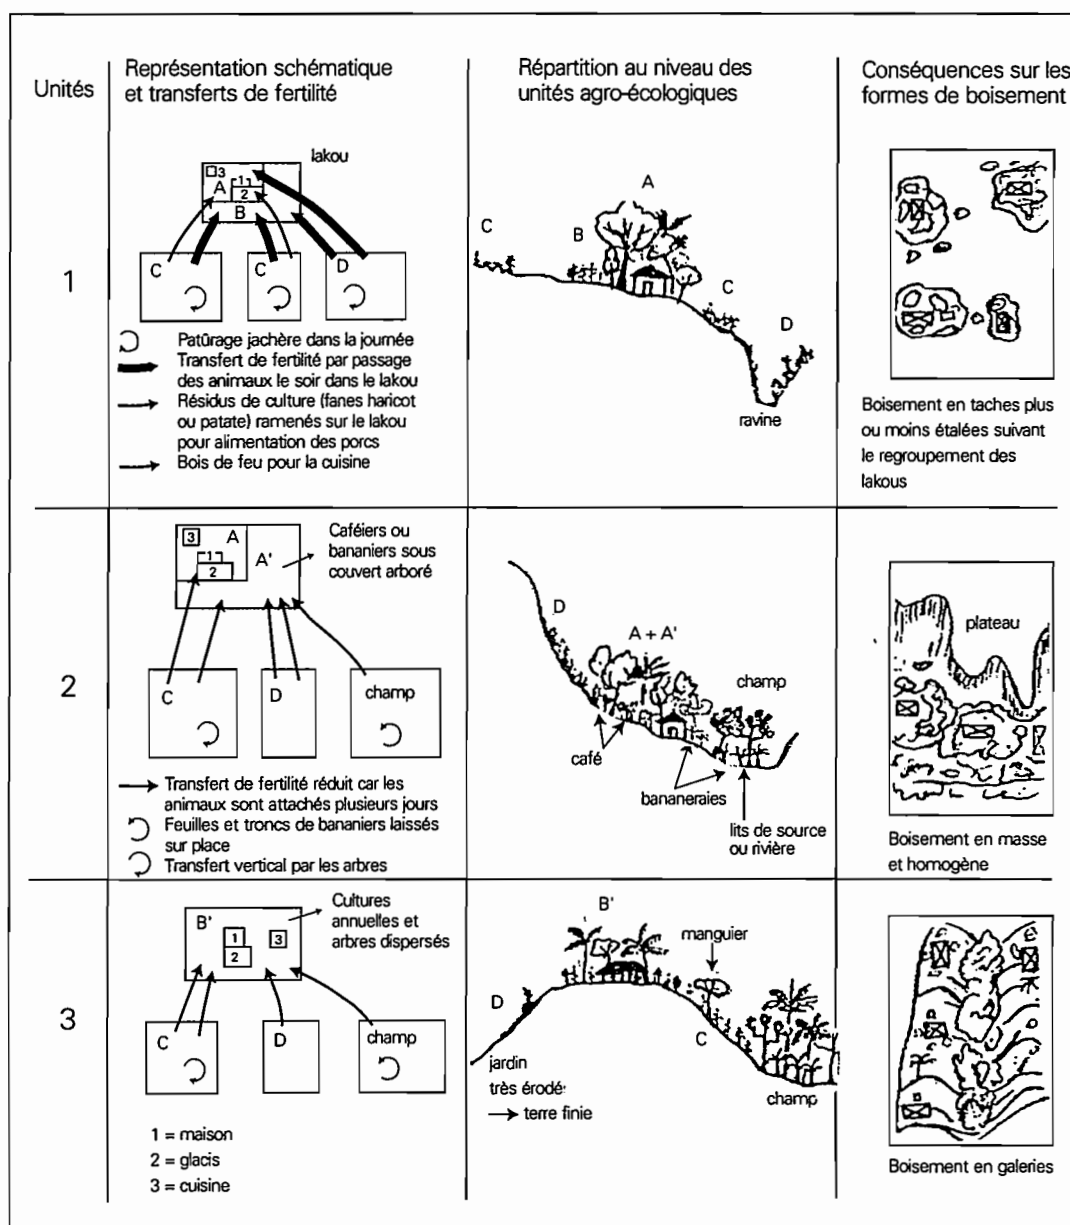 Unités
Représentation schématique
et transferts de fertilité
Répartition au niveau des
unités agro-écologiques
Conséquences sur les
formes de boisement
1
lakou
3
A
1
2
B
C
C
D
Patûrage jachère dans la journée
Transfert de fertilité par passage
des animaux le soir dans le lakou
Résidus de culture (fanes haricot
ou patate) ramenés sur le lakou
pour alimentation des porcs
Bois de feu pour la cuisine
C
B
A
C
D
ravine
Boisement en taches plus
ou moins étalées suivant
le regroupement des
lakous
2
3
A
1
2
A'
Caféiers ou
bananiers sous
couvert arboré
C
D
champ
Transfert de fertilité réduit car les
animaux sont attachés plusieurs jours
Feuilles et troncs de bananiers laissés
sur place
Transfert vertical par les arbres
D
A + A'
champ
café
bananeraies
lits de source
ou rivière
plateau
Boisement en masse
et homogène
3
B'
1
2
3
Cultures
annuelles et
arbres dispersés
C
D
champ
1 = maison
2 = glacis
3 = cuisine
B'
manguier
D
C
jardin
très érodé
→ terre finie
champ
Boisement en galeries